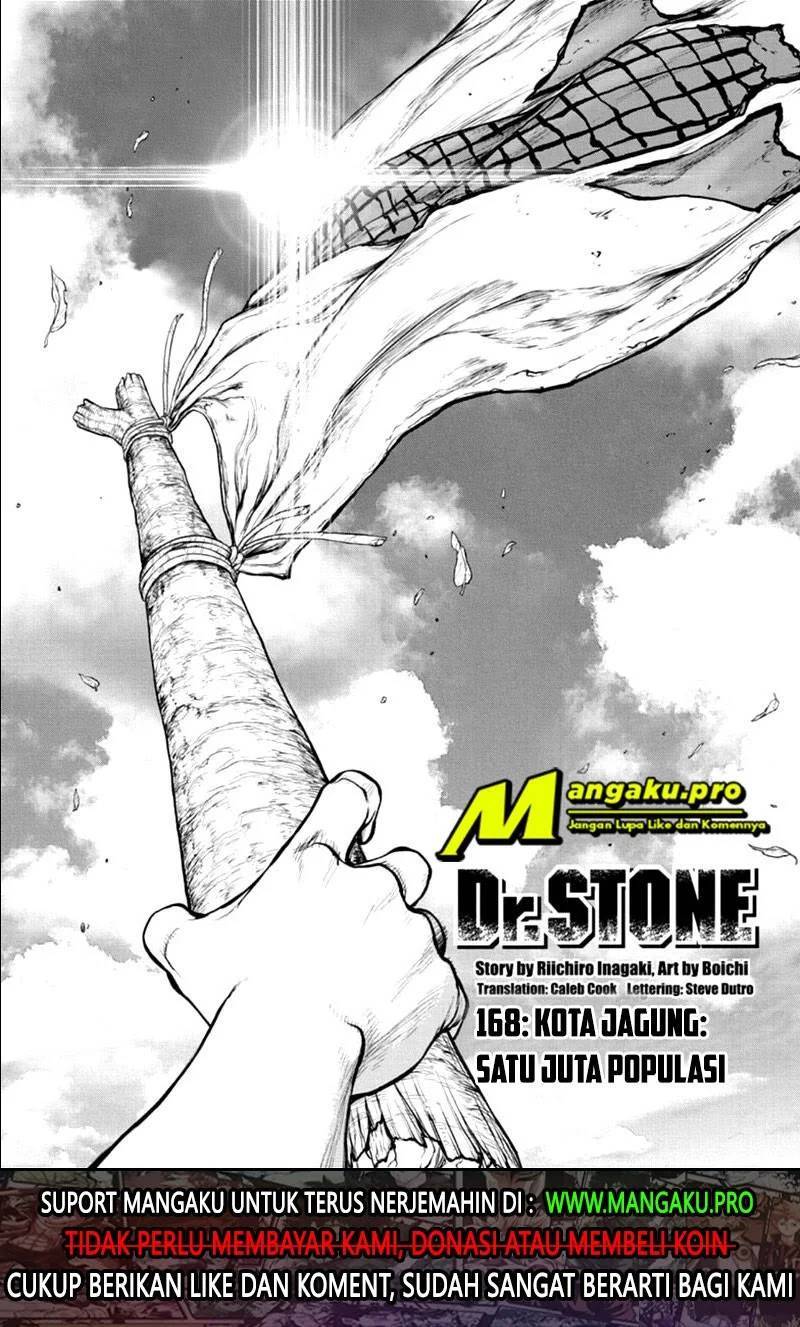 Mangaku.pro
Jangan Lupa Like dan Komennya
Dr.STONE
Story by Riichiro Inagaki, Art by Boichi
Translation: Caleb Cook Lettering: Steve Dutro
168: KOTA JAGUNG:
SATU JUTA POPULASI
SUPORT MANGAKU UNTUK TERUS NERJEMAHIN DI : WWW.MANGAKU.PRO
TIDAK PERLU MEMBAYAR KAMI, DONASI ATAU MEMBELI KOIN
CUKUP BERIKAN LIKE DAN KOMENT, SUDAH SANGAT BERARTI BAGI KAMI